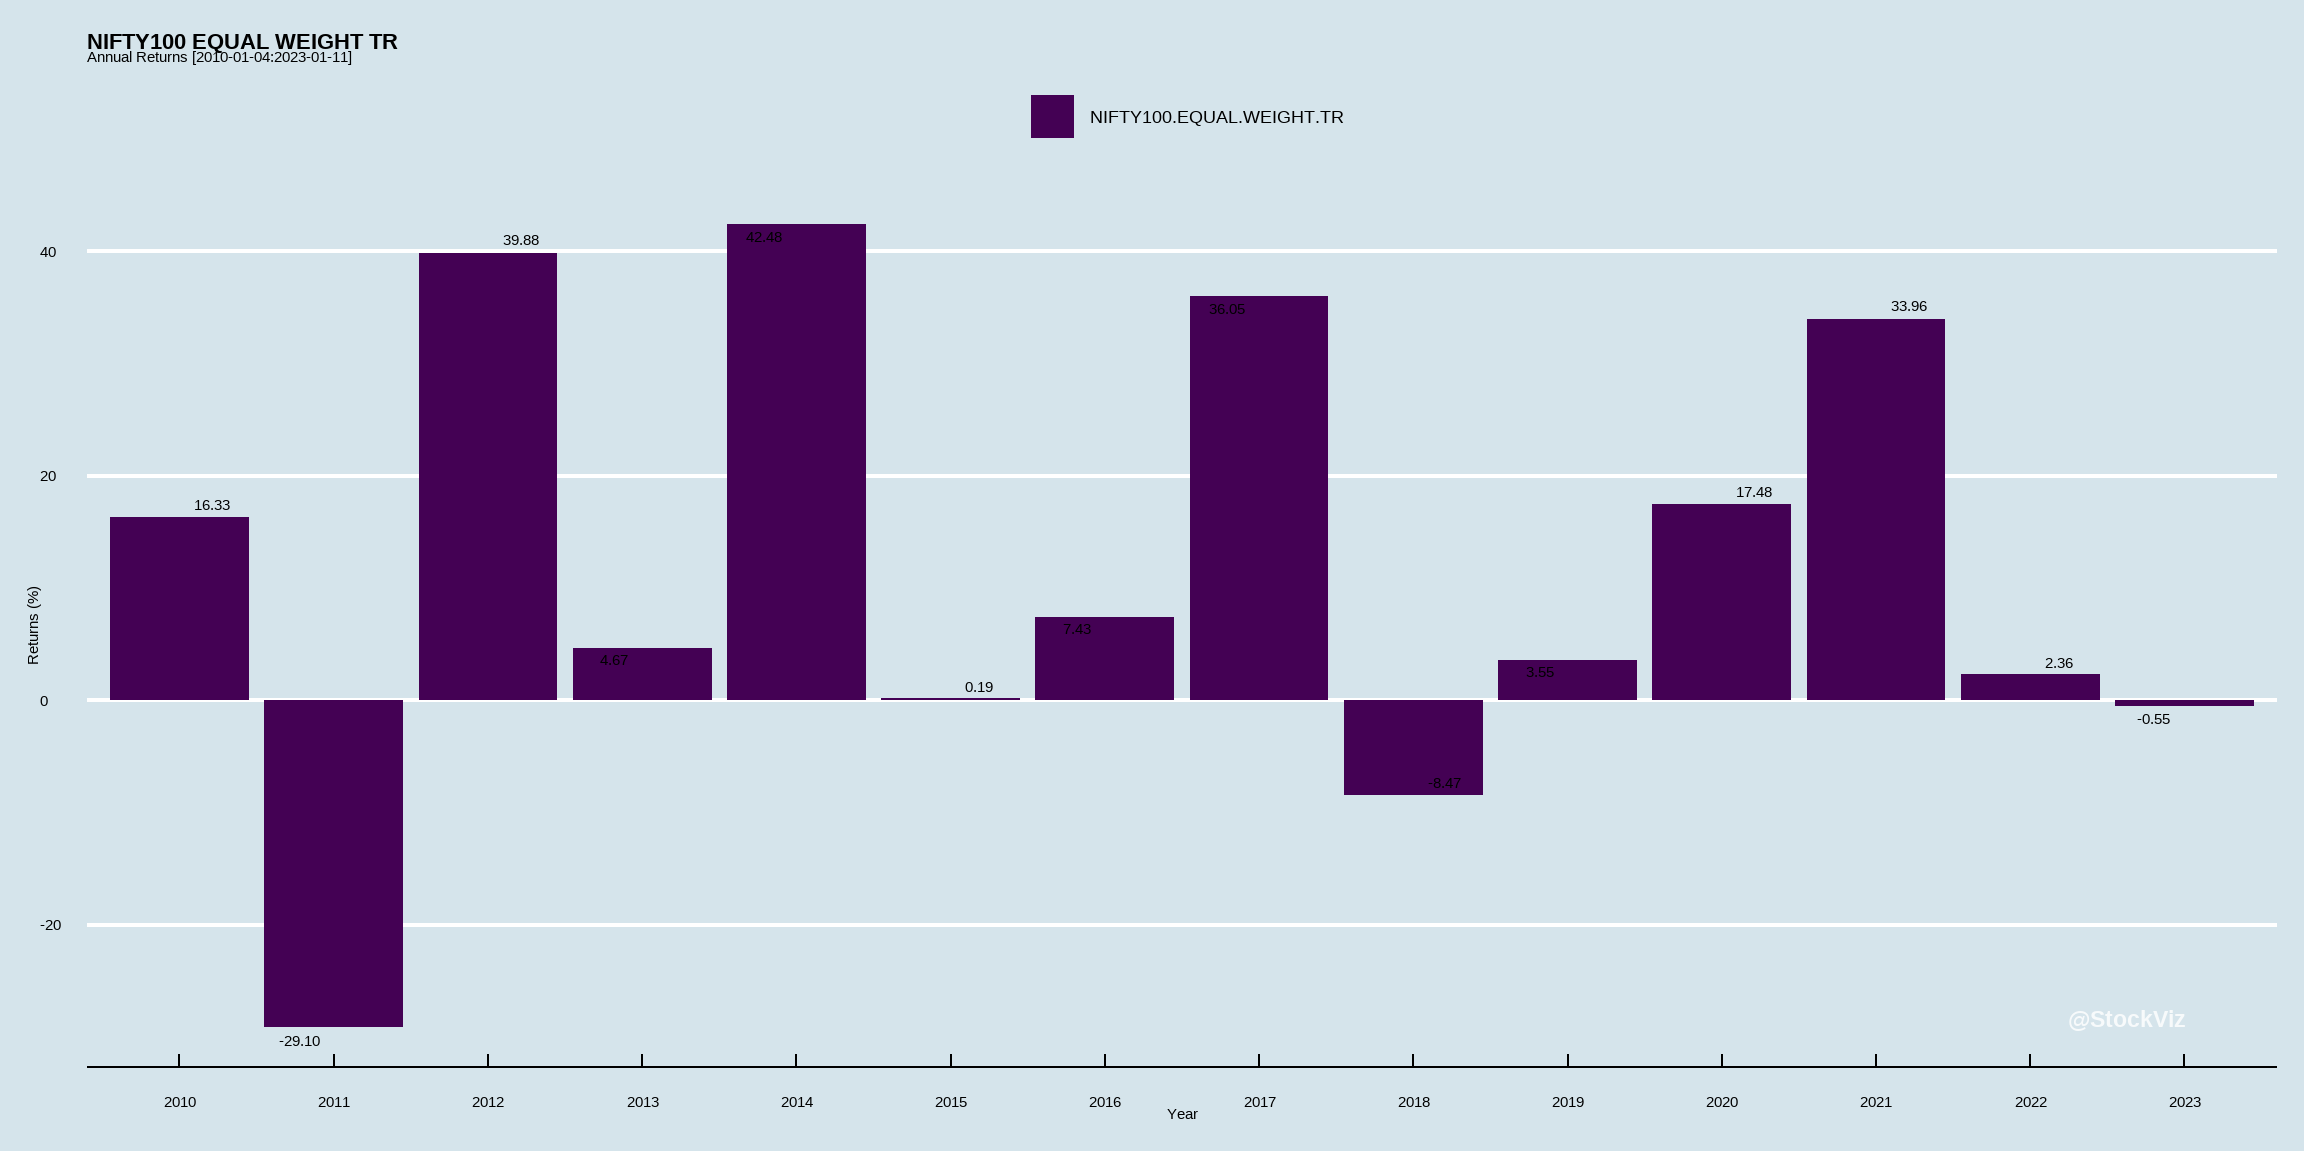 NIFTY100 EQUAL WEIGHT TR
Annual Returns [2010-01-04:2023-01-11]
NIFTY100.EQUAL.WEIGHT.TR
42.48
39.88
40
33.96
36.05
20
17.48
16.33
Returns (%)
7.43
4.67
2.36
3.55
0.19
0
-0.55
-8.47
-20
@StockViz
-29.10
2010 2011 2012 2013 2014 2015 2016 2017 2018 2019 2020 2021 2022 2023
Year